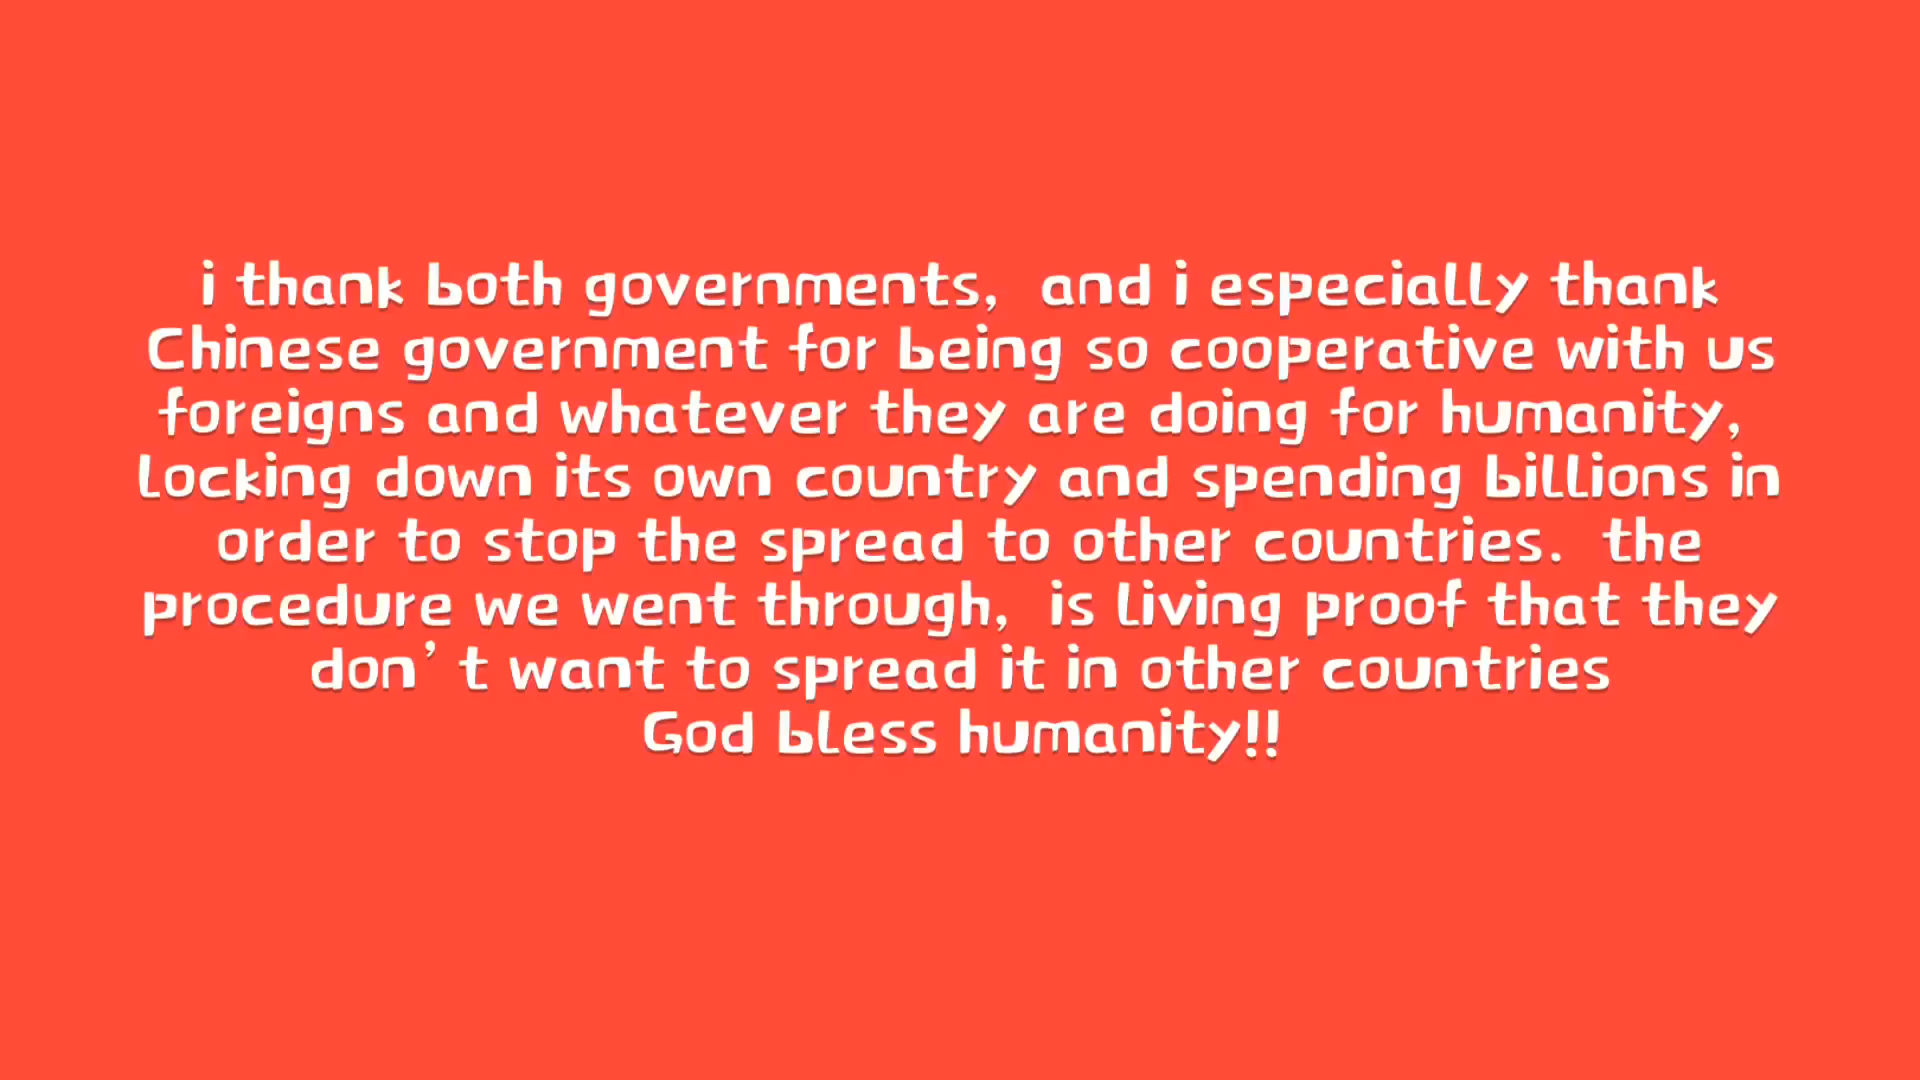 i thank both governments, and i especially thank
Chinese government for being so cooperative with us
foreigns and whatever they are doing for humanity,
Locking down its own country and spending billions in
order to stop the spread to other countries. the
procedure we went through, is living proof that they
don't want to spread it in other countries
God bless humanity!!